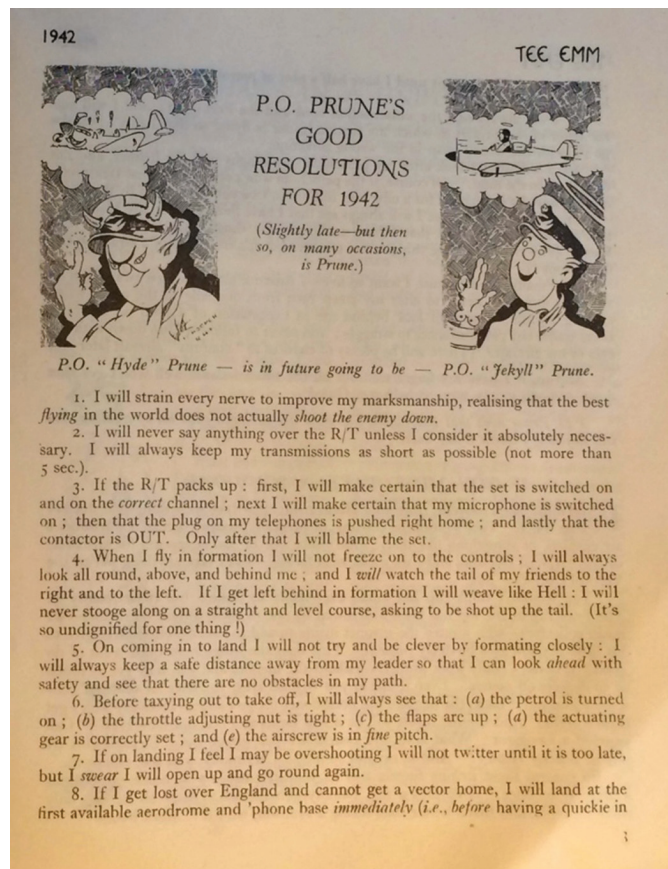 1942
TEE EMM
P.O. PRUNE'S
GOOD
RESOLUTIONS
FOR 1942
(Slightly late—but then
so, on many occasions,
is Prune.)
P.O. “Hyde” Prune — is in future going to be — P.O. “Jekyll” Prune.
1. I will strain every nerve to improve my marksmanship, realising that the best
flying in the world does not actually shoot the enemy down.
2. I will never say anything over the R/T unless I consider it absolutely neces-
sary. I will always keep my transmissions as short as possible (not more than
5 sec.).
3. If the R/T packs up : first, I will make certain that the set is switched on
and on the correct channel ; next I will make certain that my microphone is switched
on ; then that the plug on my telephones is pushed right home ; and lastly that the
contactor is OUT. Only after that I will blame the set.
4. When I fly in formation I will not freeze on to the controls ; I will always
look all round, above, and behind me ; and I will watch the tail of my friends to the
right and to the left. If I get left behind in formation I will weave like Hell : I will
never stooge along on a straight and level course, asking to be shot up the tail. (It's
so undignified for one thing !)
5. On coming in to land I will not try and be clever by formating closely : I
will always keep a safe distance away from my leader so that I can look ahead with
safety and see that there are no obstacles in my path.
6. Before taxying out to take off, I will always see that : (a) the petrol is turned
on ; (b) the throttle adjusting nut is tight ; (c) the flaps are up ; (d) the actuating
gear is correctly set ; and (e) the airscrew is in fine pitch.
7. If on landing I feel I may be overshooting I will not twitter until it is too late,
but I swear I will open up and go round again.
8. If I get lost over England and cannot get a vector home, I will land at the
first available aerodrome and 'phone base immediately (i.e., before having a quickie in